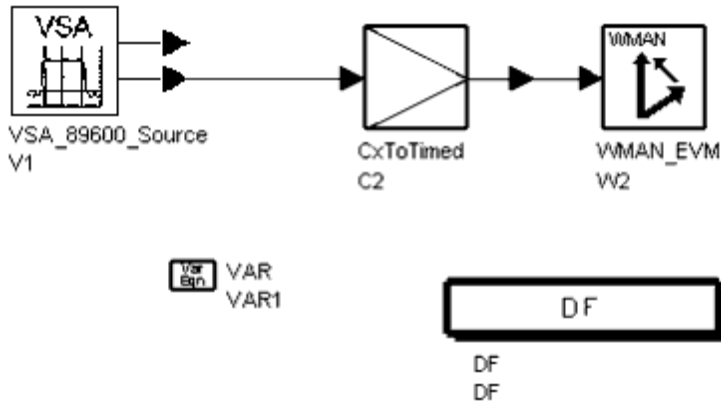 VSA
VSA_89600_Source
V1
CxToTimed
C2
WMAN
WMAN_EVM
W2
Var
Eqn
VAR
VAR1
DF
DF
DF